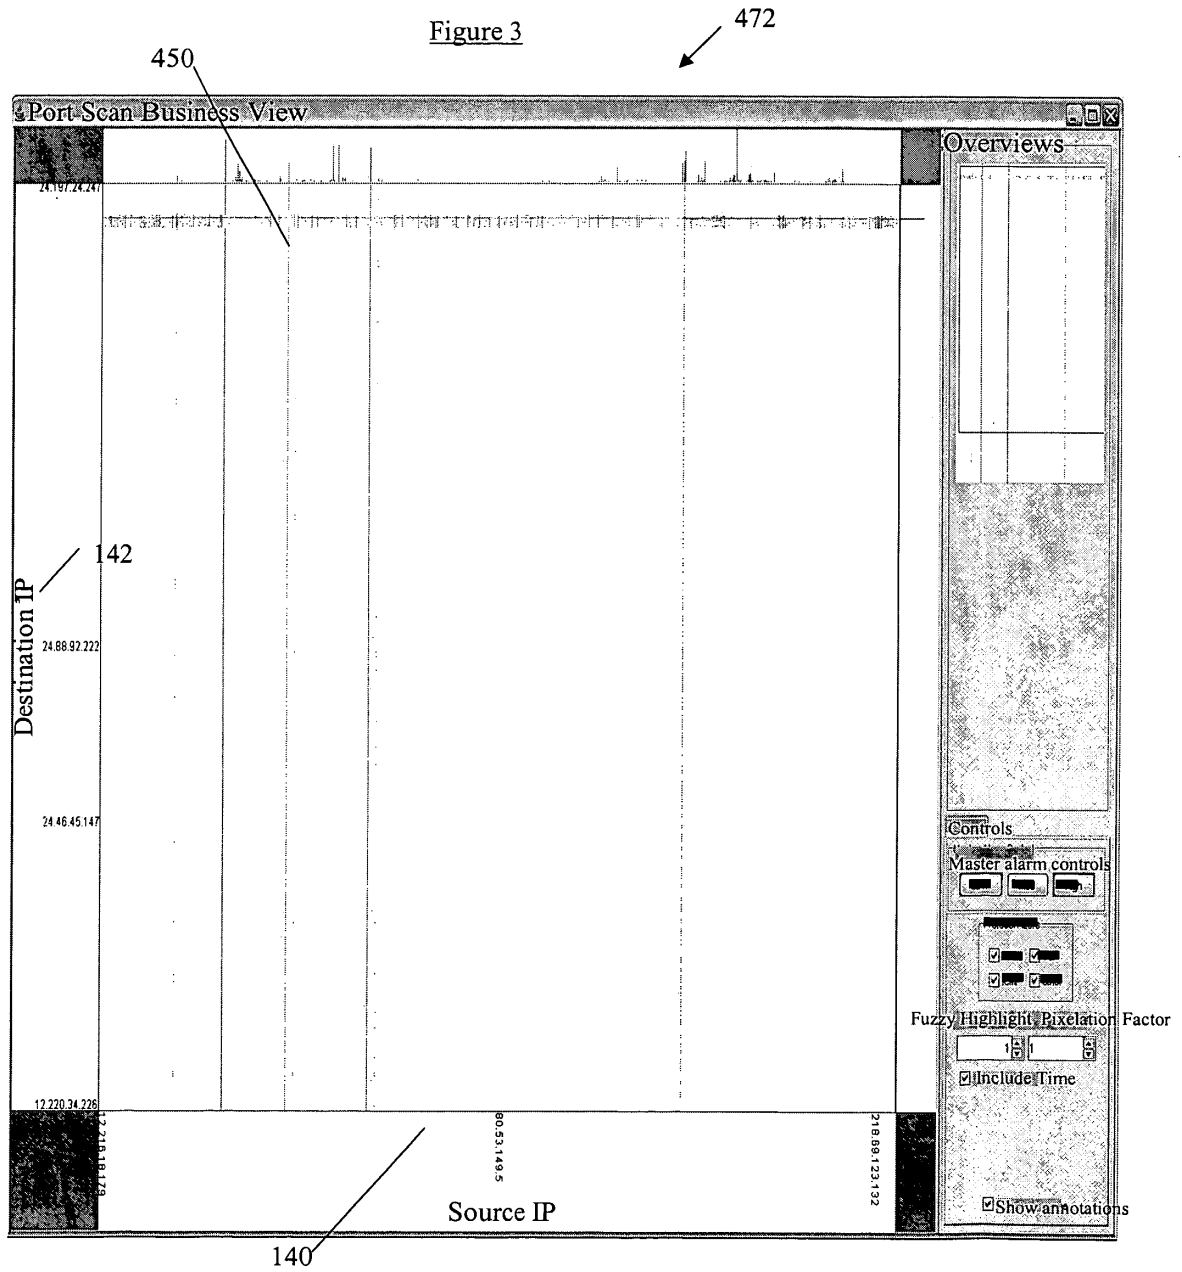 Figure 3
472
450
Port Scan Business View
Overviews
24.197.24.247
142
Destination IP
24.88.92.222
24.46.45.147
12.220.34.226
Controls
Master alarm controls
Fuzzy Highlight Pixelation Factor
1 1
Include Time
Show annotations
12.216.18.179
80.53.149.5
218.69.123.132
Source IP
140